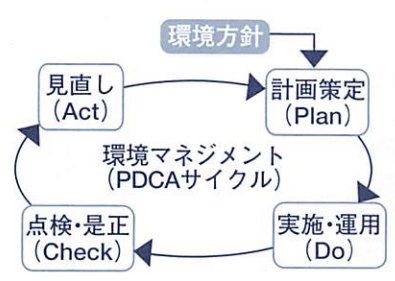 環境方針
見直し
(Act)
計画策定
(Plan)
環境マネジメント
(PDCAサイクル)
点検・是正
(Check)
実施・運用
(Do)